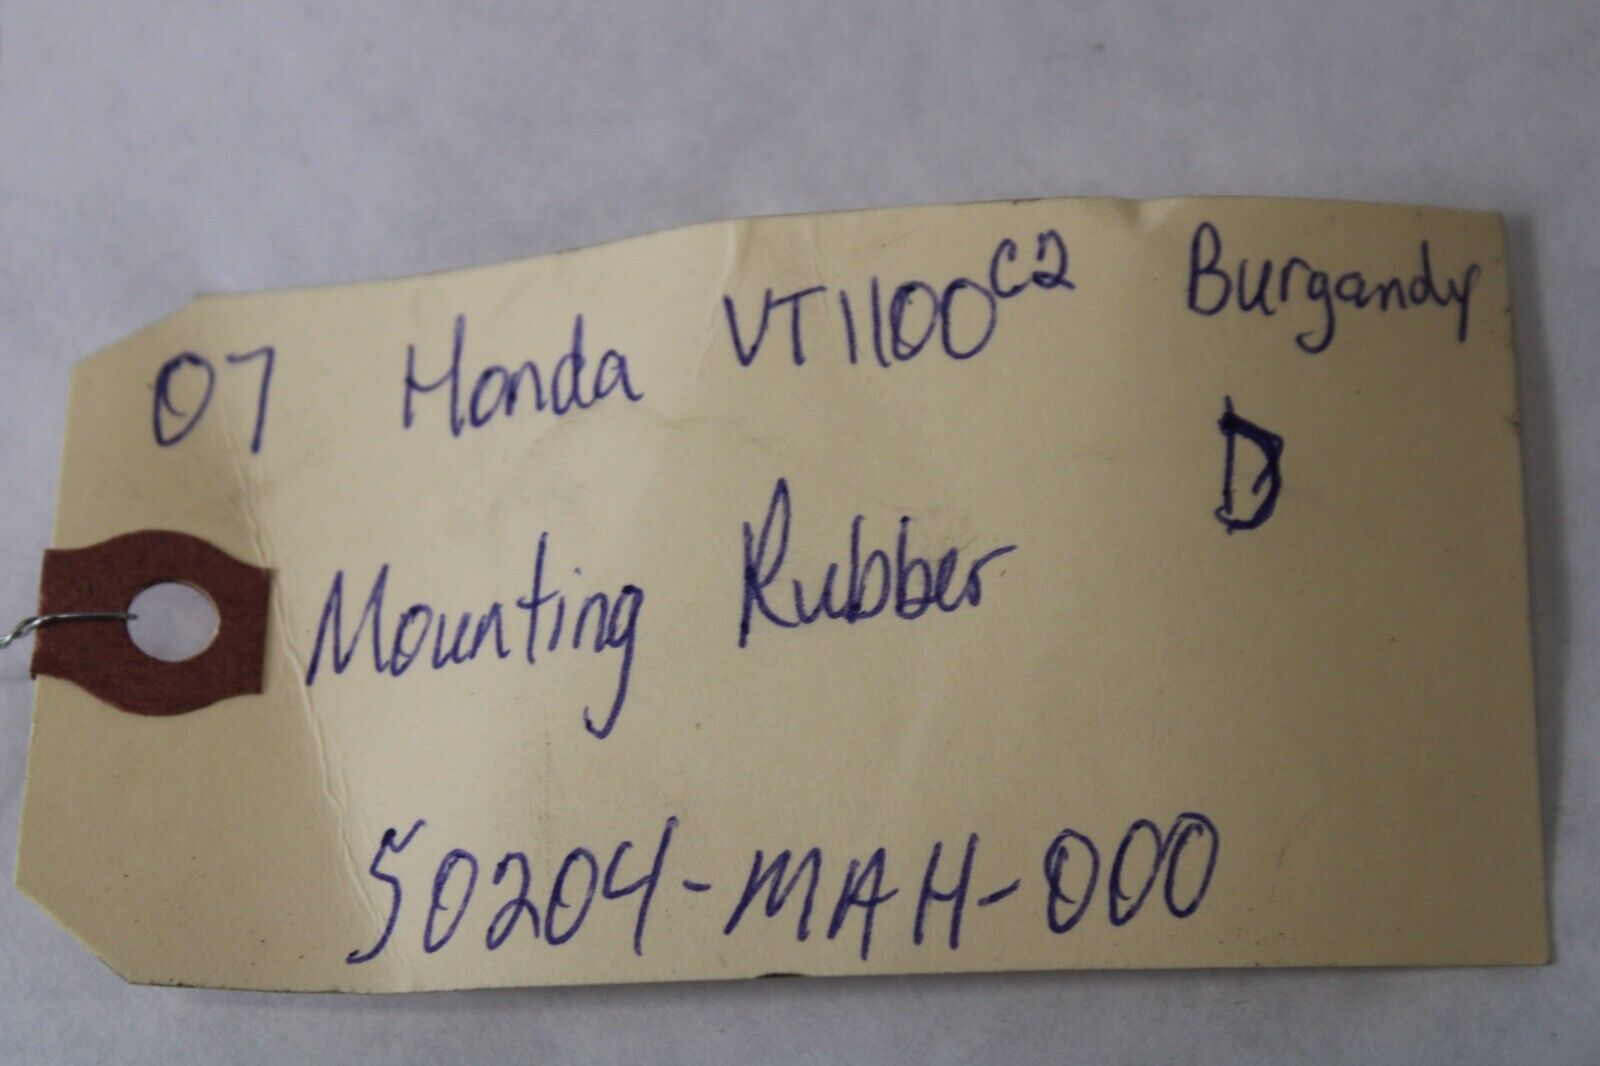 07 Honda VT1100C2 Burgandy
D
Mounting Rubber
50204-MAH-000